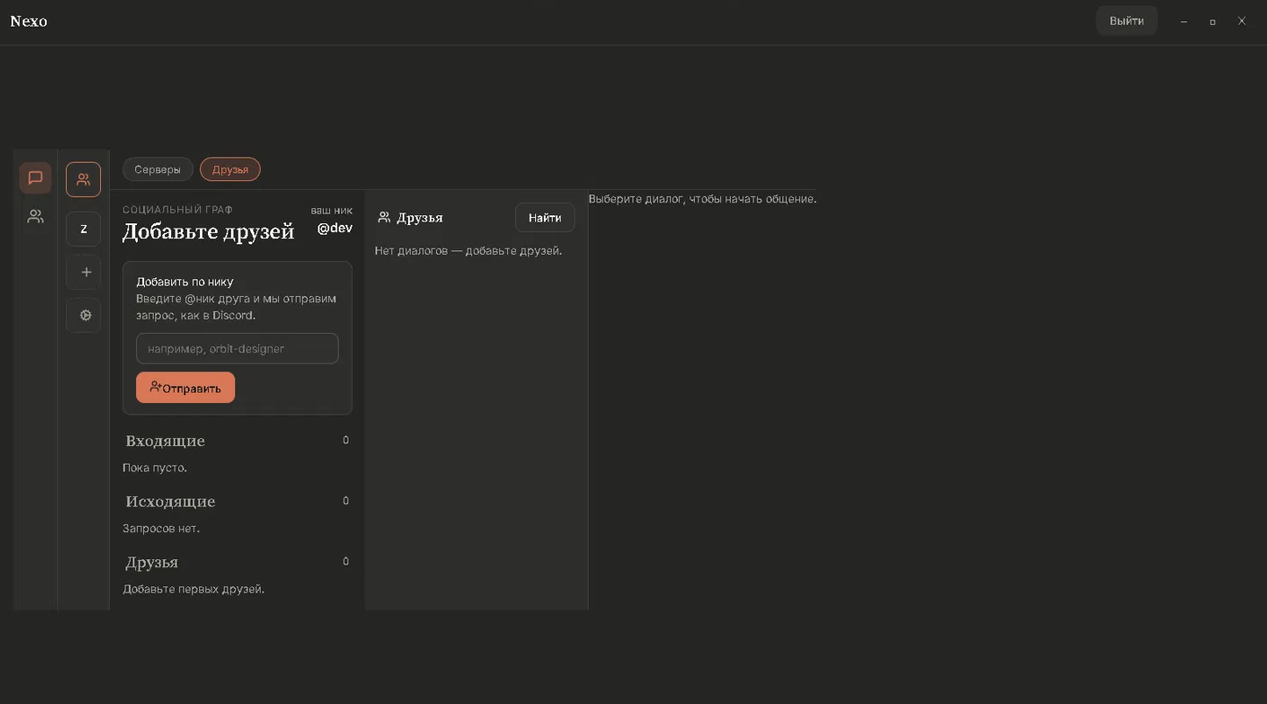 Nexo
Выйти
Серверы
Друзья
СОЦИАЛЬНЫЙ ГРАФ
Добавьте друзей
ваш ник
@dev
Добавить по нику
Введите @ник друга и мы отправим
запрос, как в Discord.
например, orbit-designer
Отправить
Входящие
0
Пока пусто.
Исходящие
0
Запросов нет.
Друзья
0
Добавьте первых друзей.
Z
Друзья
Найти
Нет диалогов — добавьте друзей.
Выберите диалог, чтобы начать общение.